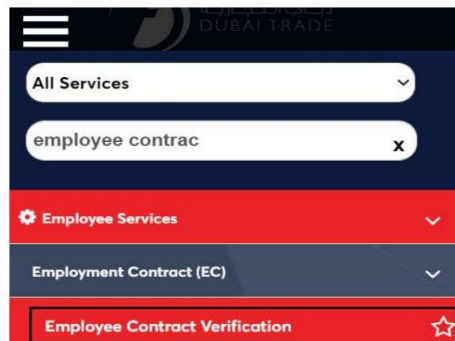 DUBAI TRADE
All Services
employee contrac
x
Employee Services
Employment Contract (EC)
Employee Contract Verification